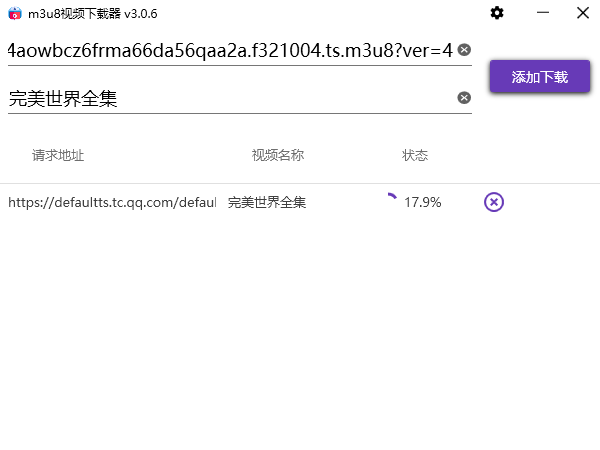 m3u8视频下载器 v3.0.6
4aowbcz6frma66da56qaa2a.f321004.ts.m3u8?ver=4
添加下载
完美世界全集
请求地址 视频名称 状态
https://defaultts.tc.qq.com/defaul 完美世界全集 17.9%